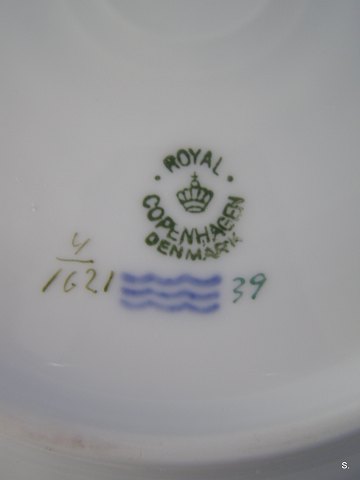 ROYAL
COPENHAGEN
DENMARK
4
1621
39
S.